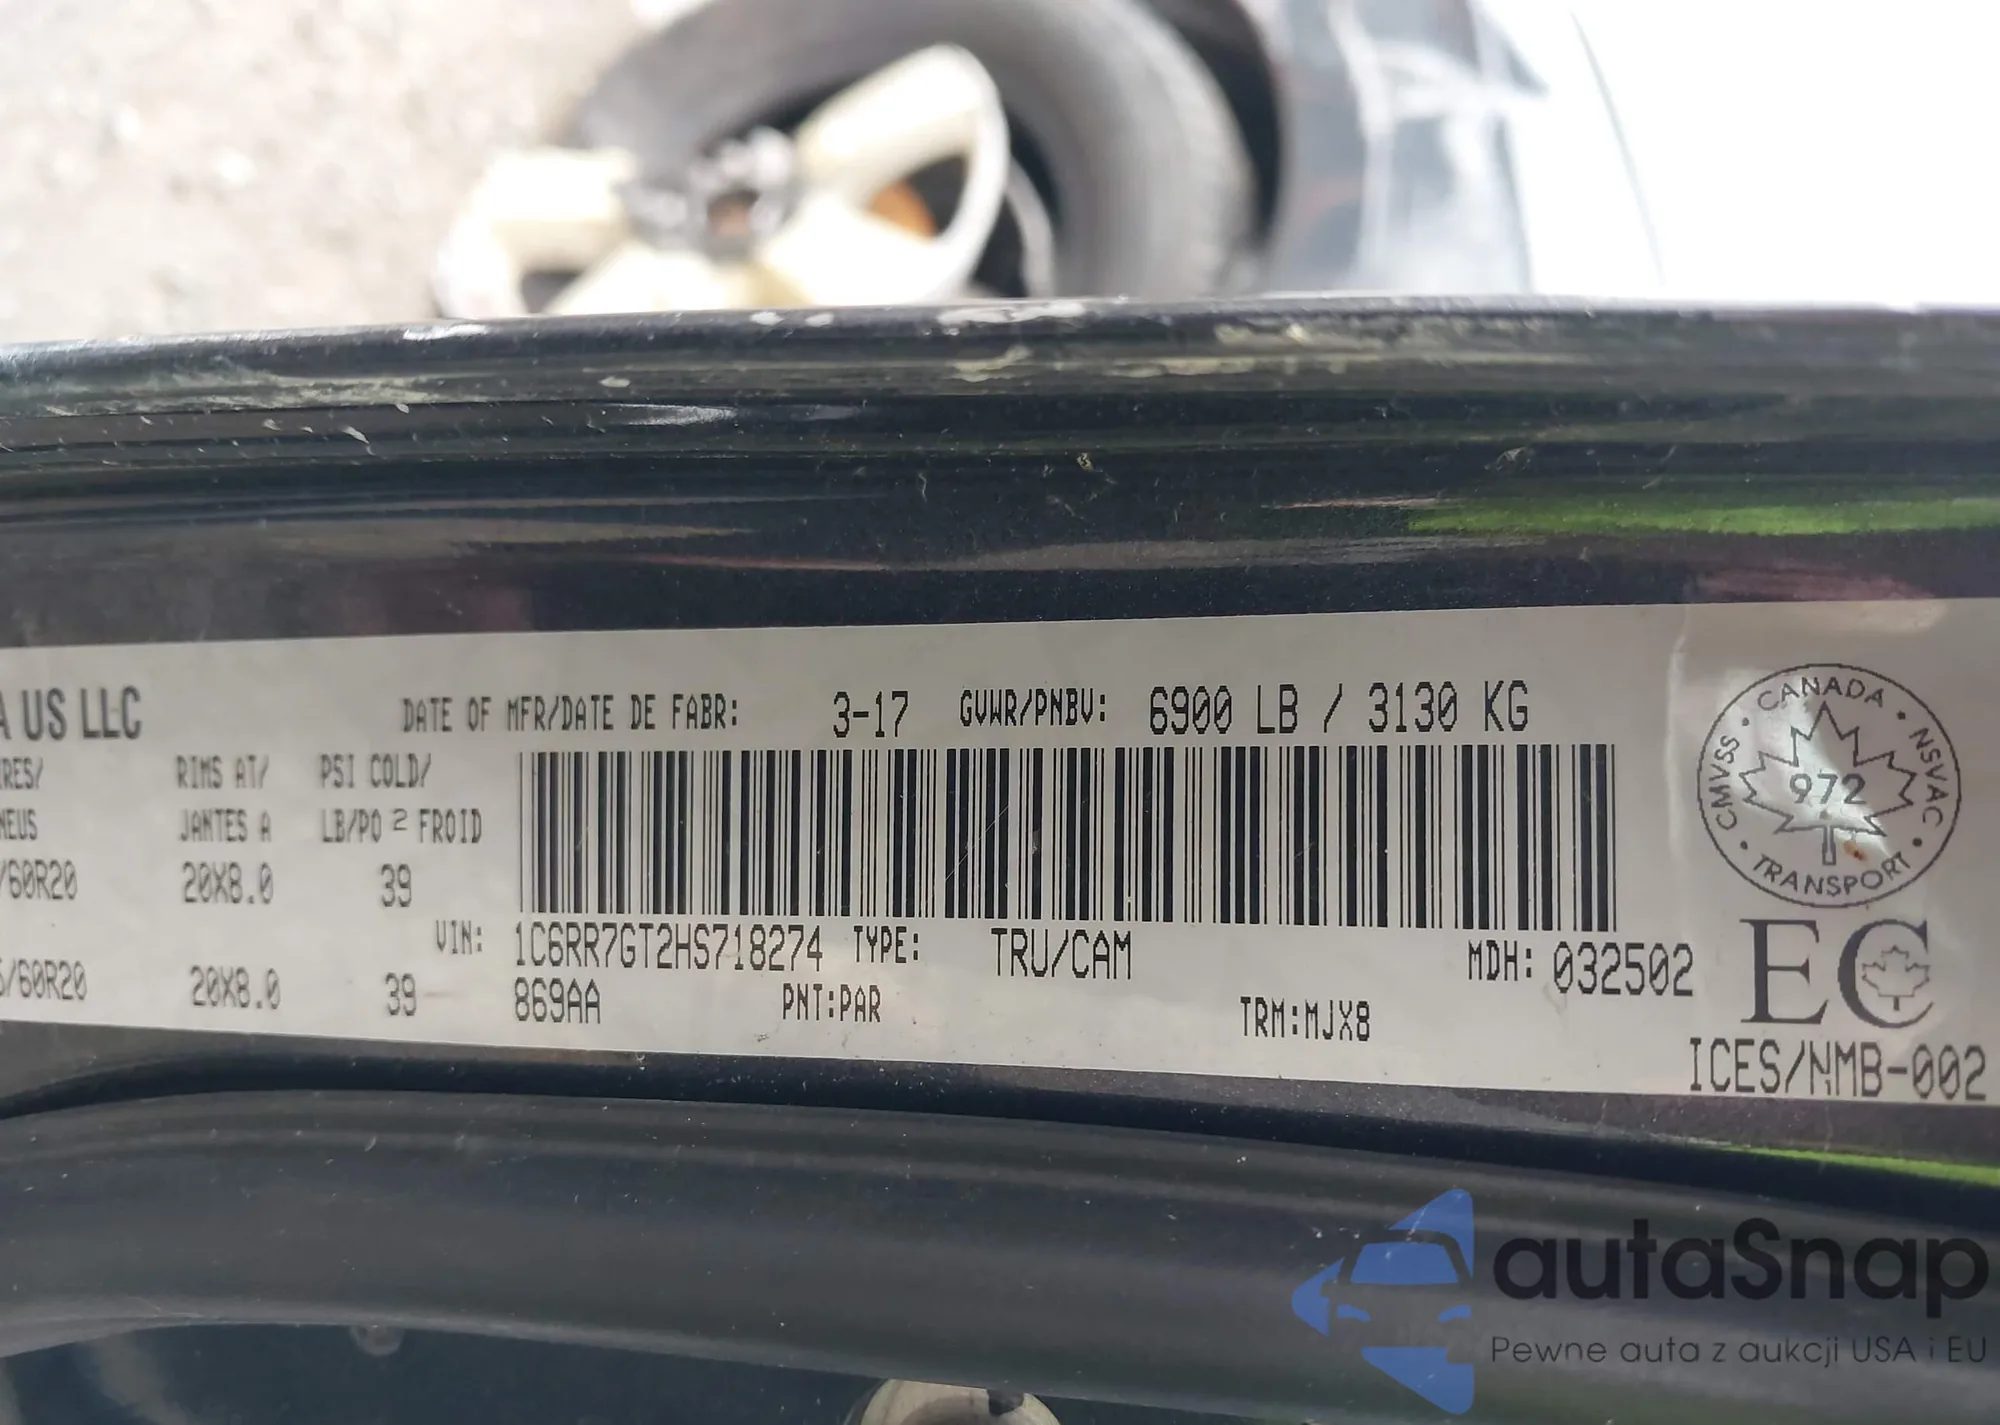 A US LLC
DATE OF MFR/DATE DE FABR: 3-17 GVWR/PNBV: 6900 LB / 3130 KG
RES/ RIMS AT/ PSI COLD/
NEUS JANTES A LB/PO 2 FROID
/60R20 20X8.0 39
VIN: 1C6RR7GT2HS718274 TYPE: TRU/CAM MDH: 032502
5/60R20 20X8.0 39 869AA PNT:PAR TRM:MJX8
CANADA • NSVAC • TRANSPORT • CMVSS •
972
EC
ICES/NMB-002
autaSnap
Pewne auta z aukcji USA i EU